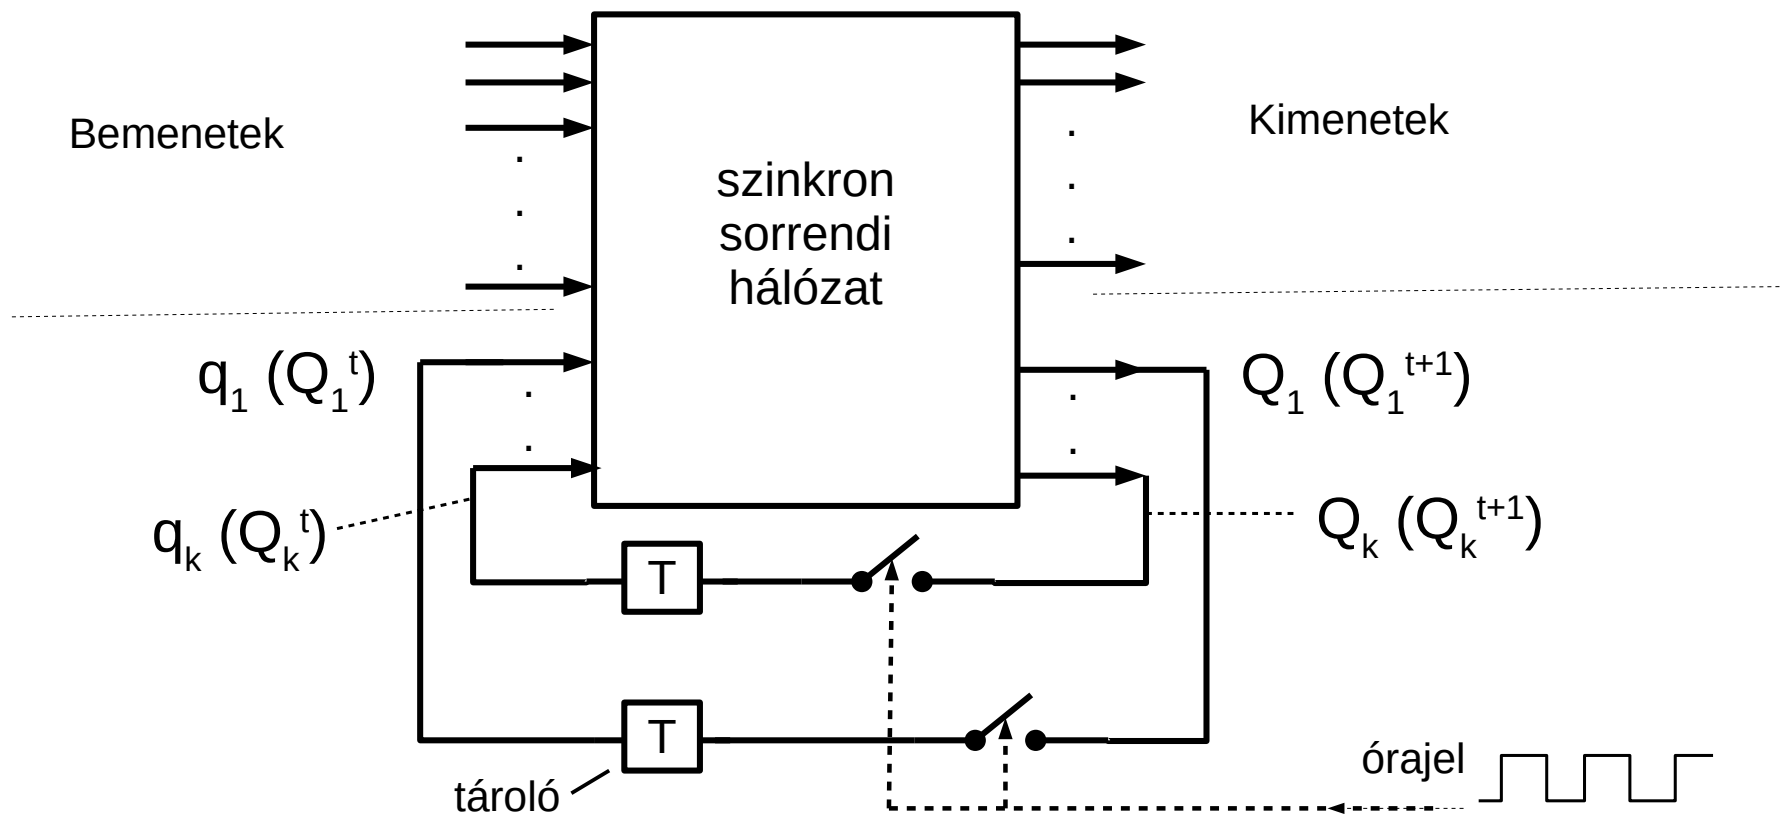 Bemenetek
Kimenetek
szinkron
sorrendi
hálózat
q1 (Q1t)
Q1 (Q1t+1)
qk (Qkt)
Qk (Qkt+1)
T
T
tároló
órajel